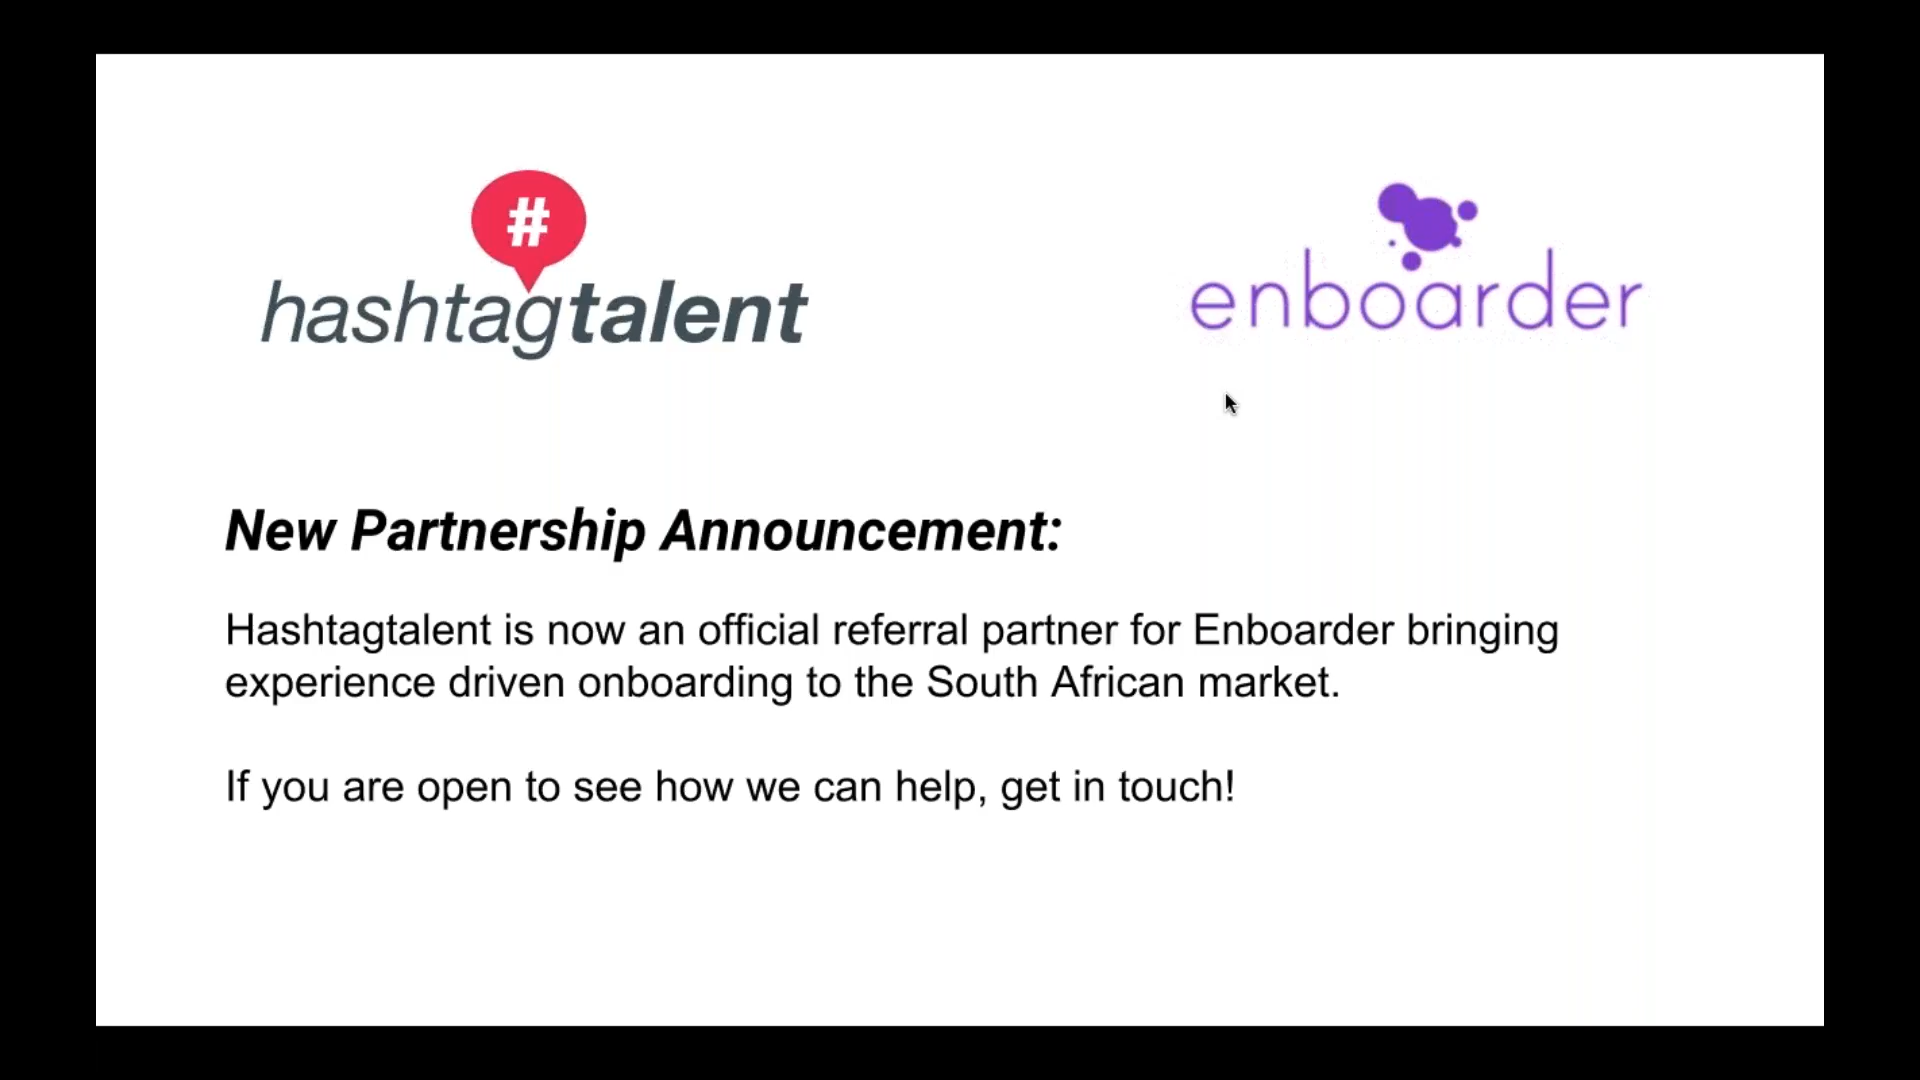 #
hashtagtalent
enboarder
New Partnership Announcement:
Hashtagtalent is now an official referral partner for Enboarder bringing
experience driven onboarding to the South African market.
If you are open to see how we can help, get in touch!